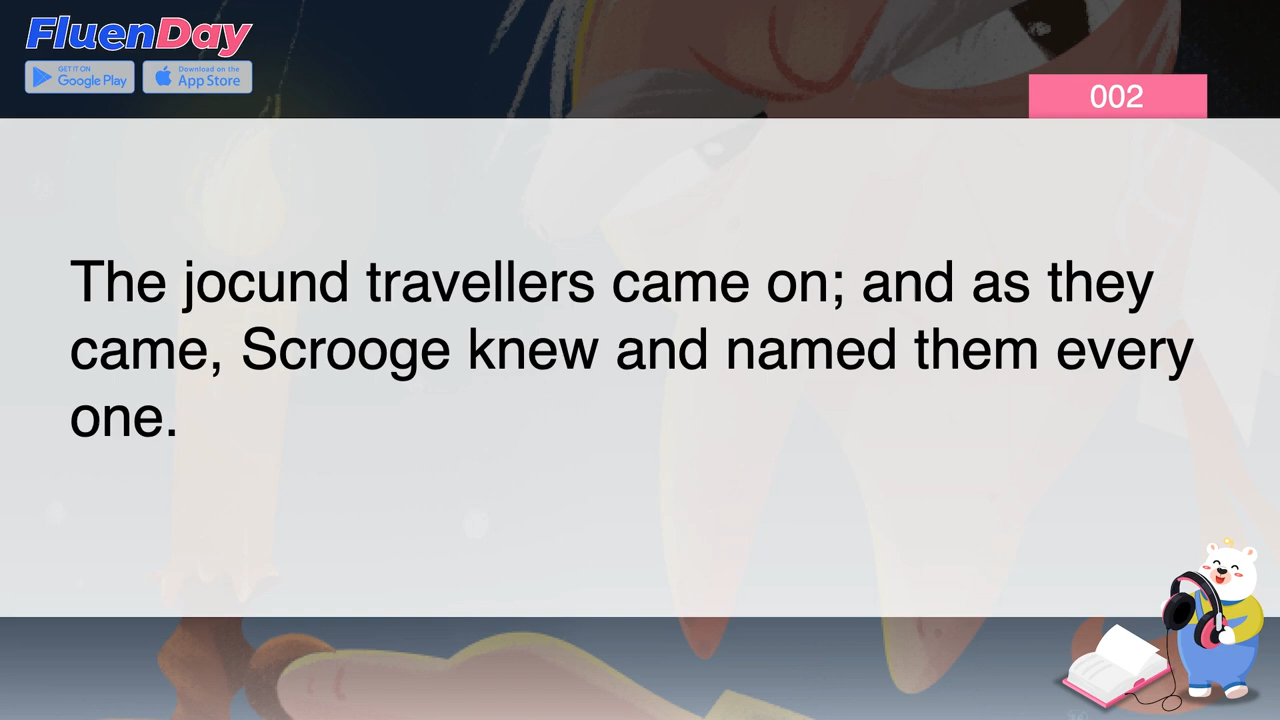 FluenDay
GET IT ON
Google Play
Download on the
App Store
002
The jocund travellers came on; and as they
came, Scrooge knew and named them every
one.